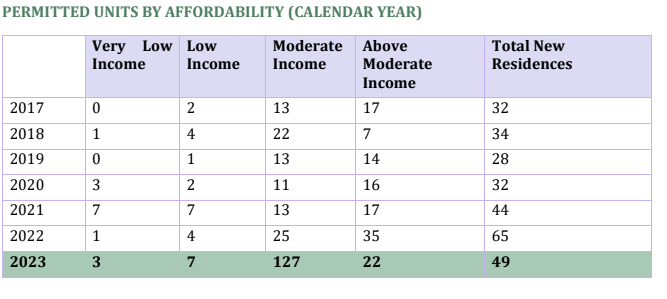 PERMITTED UNITS BY AFFORDABILITY (CALENDAR YEAR)
Very Low Income Low Income Moderate Income Above Moderate Income Total New Residences
2017 0 2 13 17 32
2018 1 4 22 7 34
2019 0 1 13 14 28
2020 3 2 11 16 32
2021 7 7 13 17 44
2022 1 4 25 35 65
2023 3 7 127 22 49